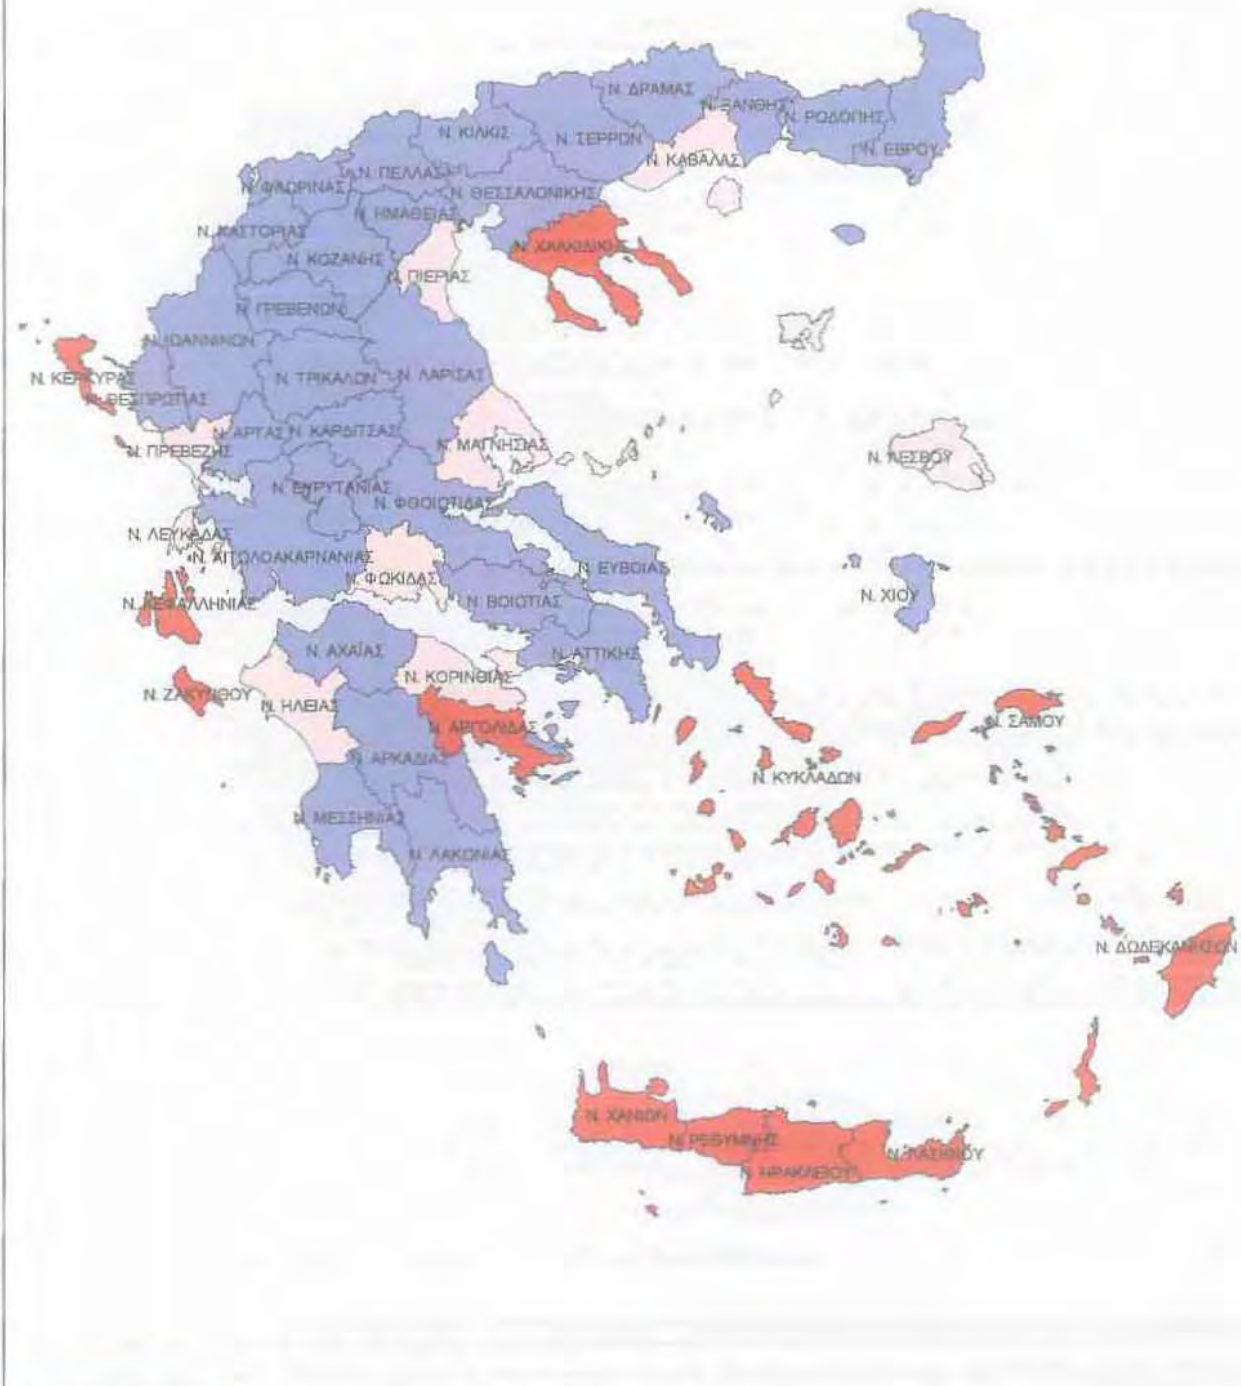 Ν. ΔΡΑΜΑΣ
Ν. ΞΑΝΘΗΣ
Ν. ΡΟΔΟΠΗΣ
Ν. ΚΙΛΚΙΣ
Ν. ΣΕΡΡΩΝ
Ν. ΕΒΡΟΥ
Ν. ΚΑΒΑΛΑΣ
Ν. ΠΕΛΛΑΣ
Ν. ΦΛΩΡΙΝΑΣ
Ν. ΘΕΣΣΑΛΟΝΙΚΗΣ
Ν. ΗΜΑΘΕΙΑΣ
Ν. ΚΑΣΤΟΡΙΑΣ
Ν. ΧΑΛΚΙΔΙΚΗΣ
Ν. ΚΟΖΑΝΗΣ
Ν. ΠΙΕΡΙΑΣ
Ν. ΓΡΕΒΕΝΩΝ
Ν. ΙΩΑΝΝΙΝΩΝ
Ν. ΚΕΡΚΥΡΑΣ
Ν. ΤΡΙΚΑΛΩΝ
Ν. ΛΑΡΙΣΑΣ
Ν. ΘΕΣΠΡΩΤΙΑΣ
Ν. ΑΡΤΑΣ
Ν. ΚΑΡΔΙΤΣΑΣ
Ν. ΜΑΓΝΗΣΙΑΣ
Ν. ΠΡΕΒΕΖΗΣ
Ν. ΛΕΣΒΟΥ
Ν. ΕΥΡΥΤΑΝΙΑΣ
Ν. ΦΘΟΙΩΤΙΔΑΣ
Ν. ΛΕΥΚΑΔΑΣ
Ν. ΑΙΤΩΛΟΑΚΑΡΝΑΝΙΑΣ
Ν. ΦΩΚΙΔΑΣ
Ν. ΕΥΒΟΙΑΣ
Ν. ΧΙΟΥ
Ν. ΚΕΦΑΛΛΗΝΙΑΣ
Ν. ΒΟΙΩΤΙΑΣ
Ν. ΑΧΑΪΑΣ
Ν. ΑΤΤΙΚΗΣ
Ν. ΚΟΡΙΝΘΙΑΣ
Ν. ΖΑΚΥΝΘΟΥ
Ν. ΗΛΕΙΑΣ
Ν. ΑΡΓΟΛΙΔΑΣ
Ν. ΣΑΜΟΥ
Ν. ΑΡΚΑΔΙΑΣ
Ν. ΚΥΚΛΑΔΩΝ
Ν. ΜΕΣΣΗΝΙΑΣ
Ν. ΛΑΚΩΝΙΑΣ
Ν. ΔΩΔΕΚΑΝΗΣΩΝ
Ν. ΧΑΝΙΩΝ
Ν. ΡΕΘΥΜΝΗΣ
Ν. ΛΑΣΙΘΙΟΥ
Ν. ΗΡΑΚΛΕΙΟΥ